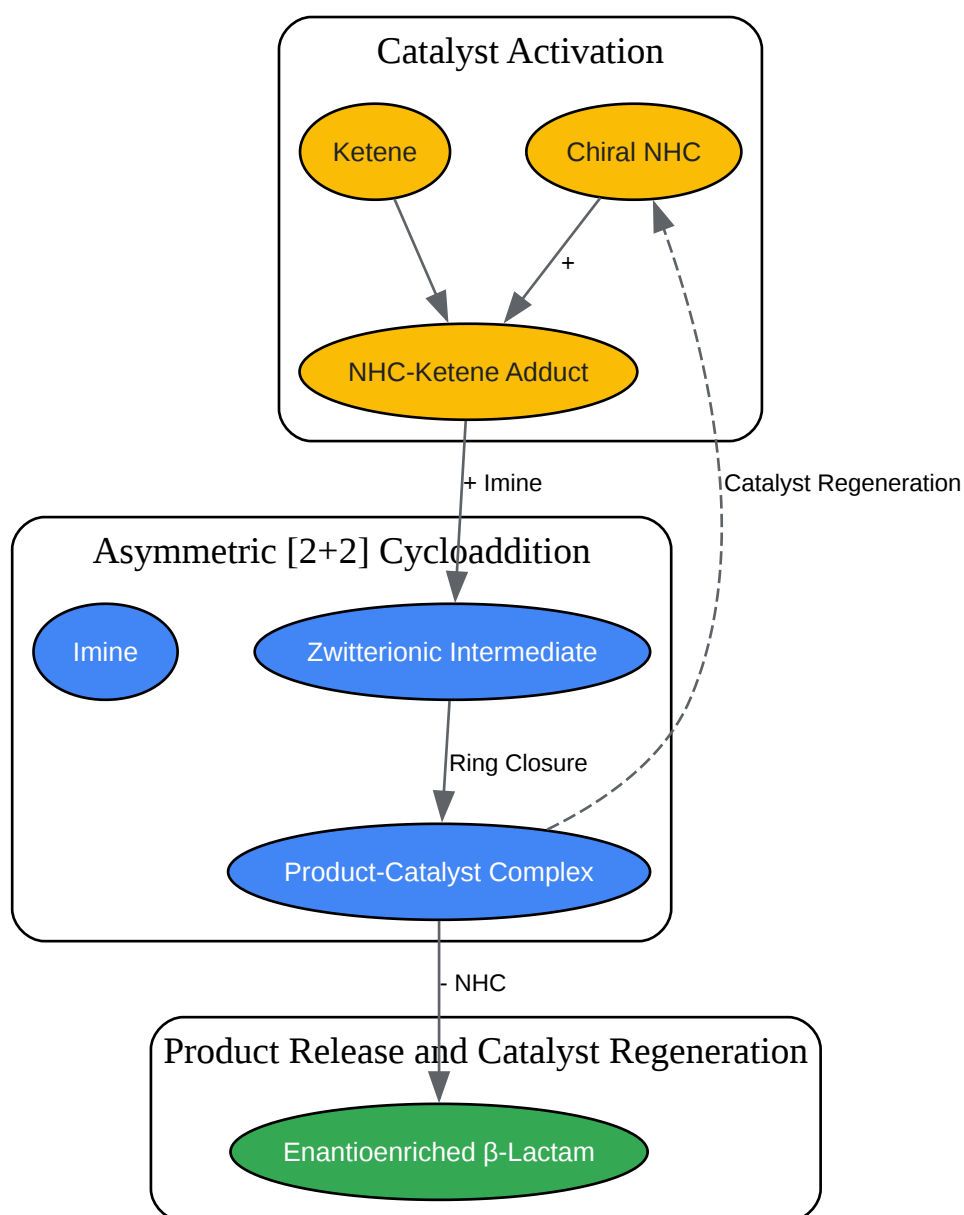 Catalyst Activation
Ketene
Chiral NHC
+
NHC-Ketene Adduct
+ Imine
Catalyst Regeneration
Asymmetric [2+2] Cycloaddition
Imine
Zwitterionic Intermediate
Ring Closure
Product-Catalyst Complex
- NHC
Product Release and Catalyst Regeneration
Enantioenriched β-Lactam